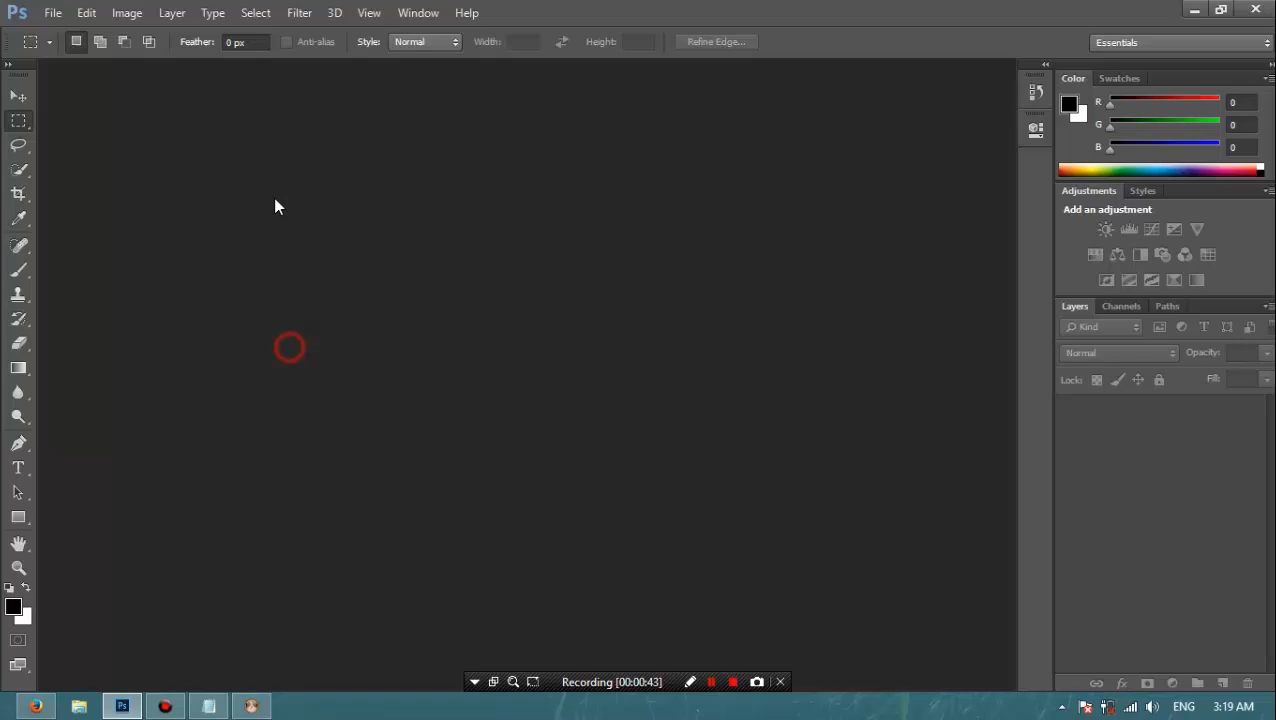 Ps File Edit Image Layer Type Select Filter 3D View Window Help
Feather: 0 px Anti-alias Style: Normal Width: Height: Refine Edge... Essentials
Color Swatches
R 0
G 0
B 0
Adjustments Styles
Add an adjustment
Layers Channels Paths
Kind
Normal Opacity:
Lock: Fill:
T
Recording [00:00:43]
Ps ENG 3:19 AM